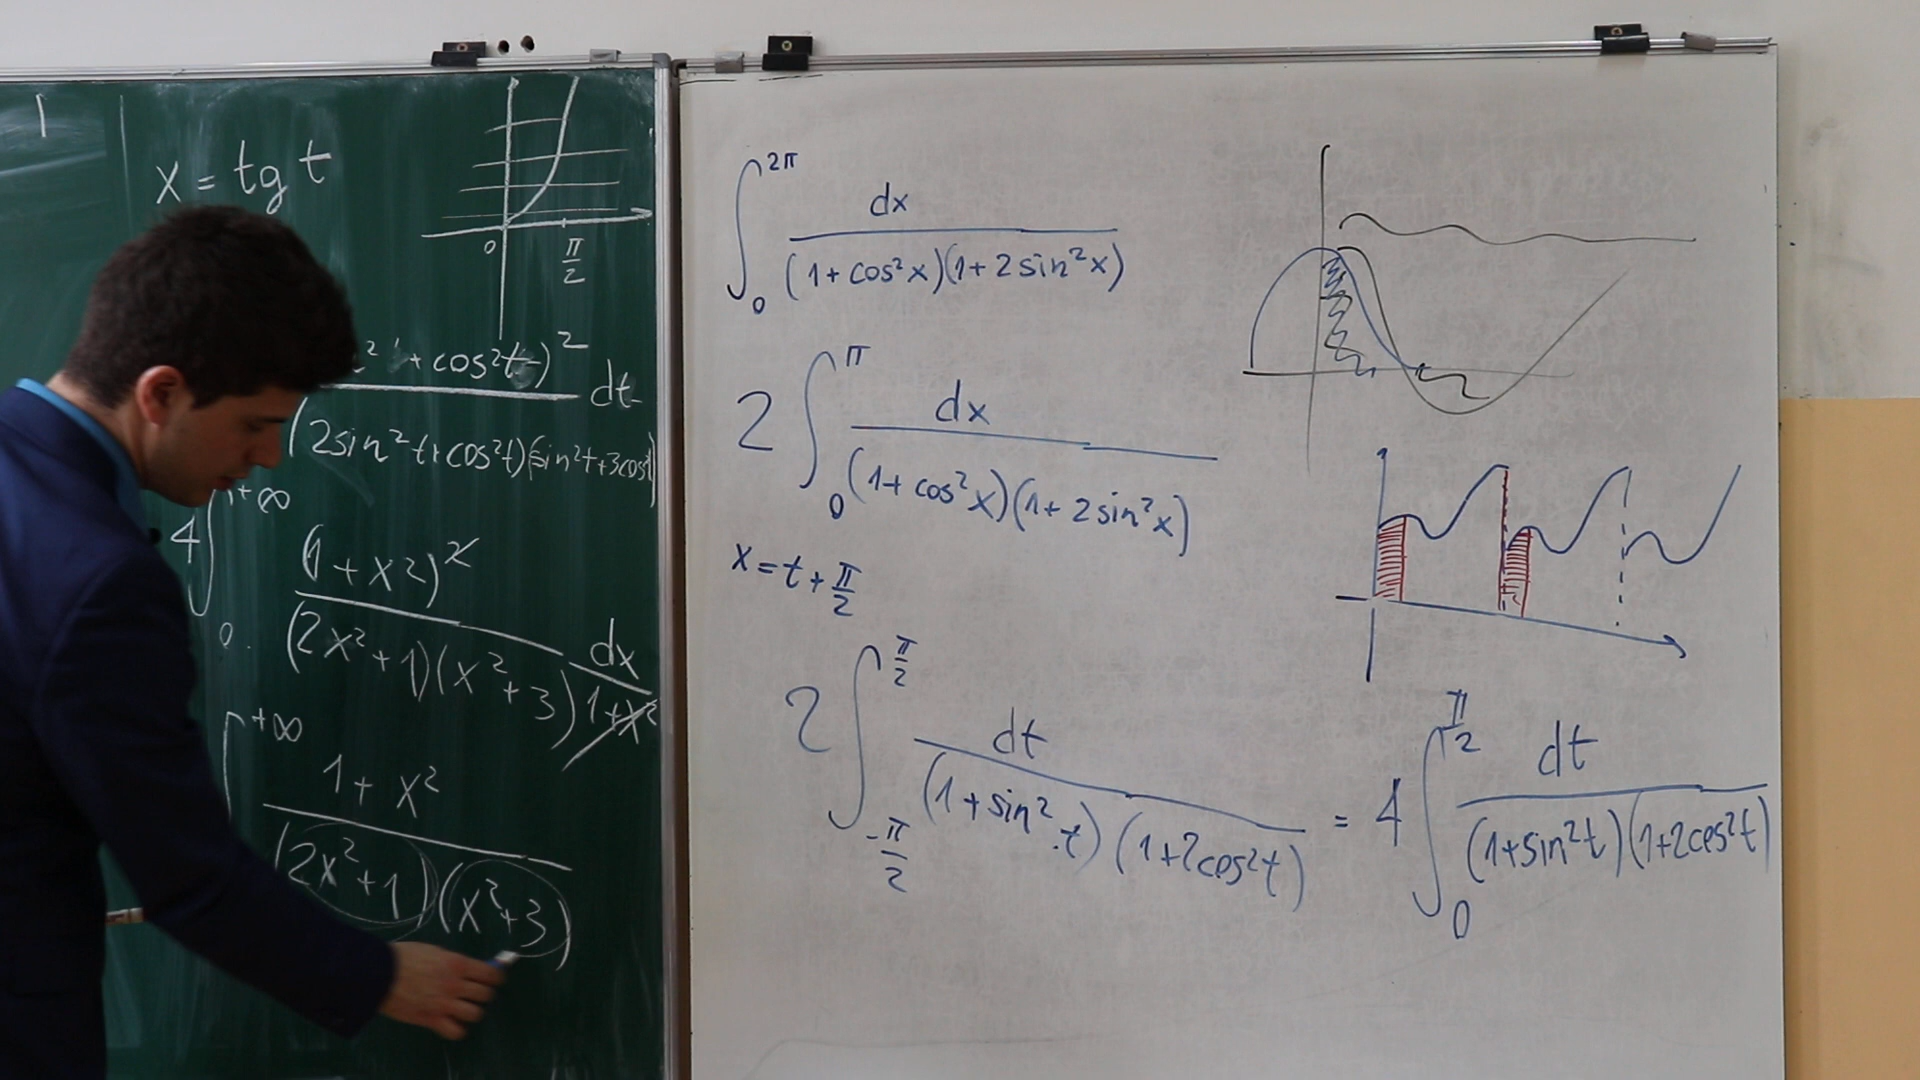 x = tg t
0
π/2
² + cos²t)² dt
(2sin²t+cos²t)(sin²t+3cos²t)
4∫₀^{+∞} (1+x²)² / (2x²+1)(x²+3) dx / 1+x²
∫^{+∞} 1+x² / (2x²+1)(x²+3)
∫₀^{2π} dx / (1+cos²x)(1+2sin²x)
2∫₀^{π} dx / (1+cos²x)(1+2sin²x)
x = t + π/2
2∫_{-π/2}^{π/2} dt / (1+sin²t)(1+2cos²t) = 4∫₀^{π/2} dt / (1+sin²t)(1+2cos²t)